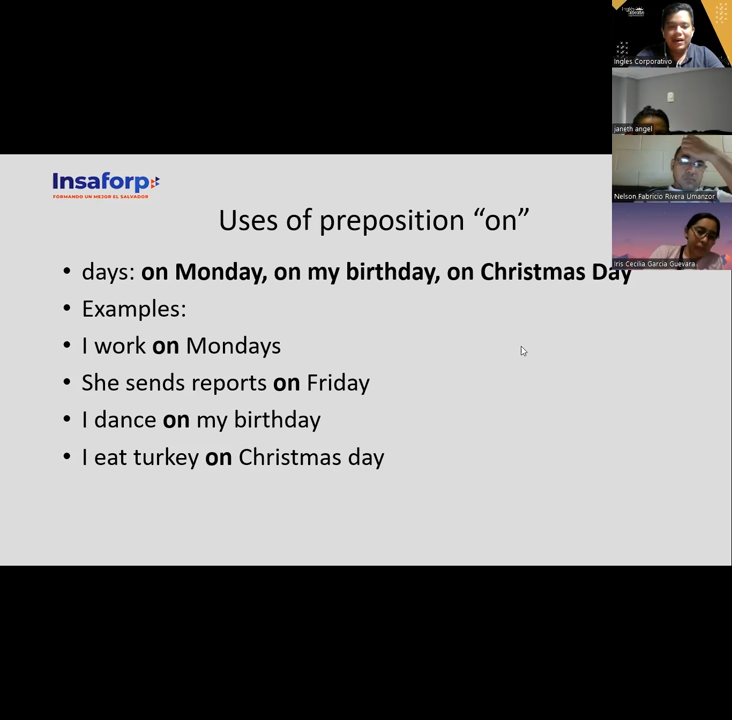 Ingles Corporativo
janeth angel
Nelson Fabricio Rivera Umanzor
Iris Cecilia Garcia Guevara
Insaforp
FORMANDO UN MEJOR EL SALVADOR
Uses of preposition “on”
• days: on Monday, on my birthday, on Christmas Day
• Examples:
• I work on Mondays
• She sends reports on Friday
• I dance on my birthday
• I eat turkey on Christmas day